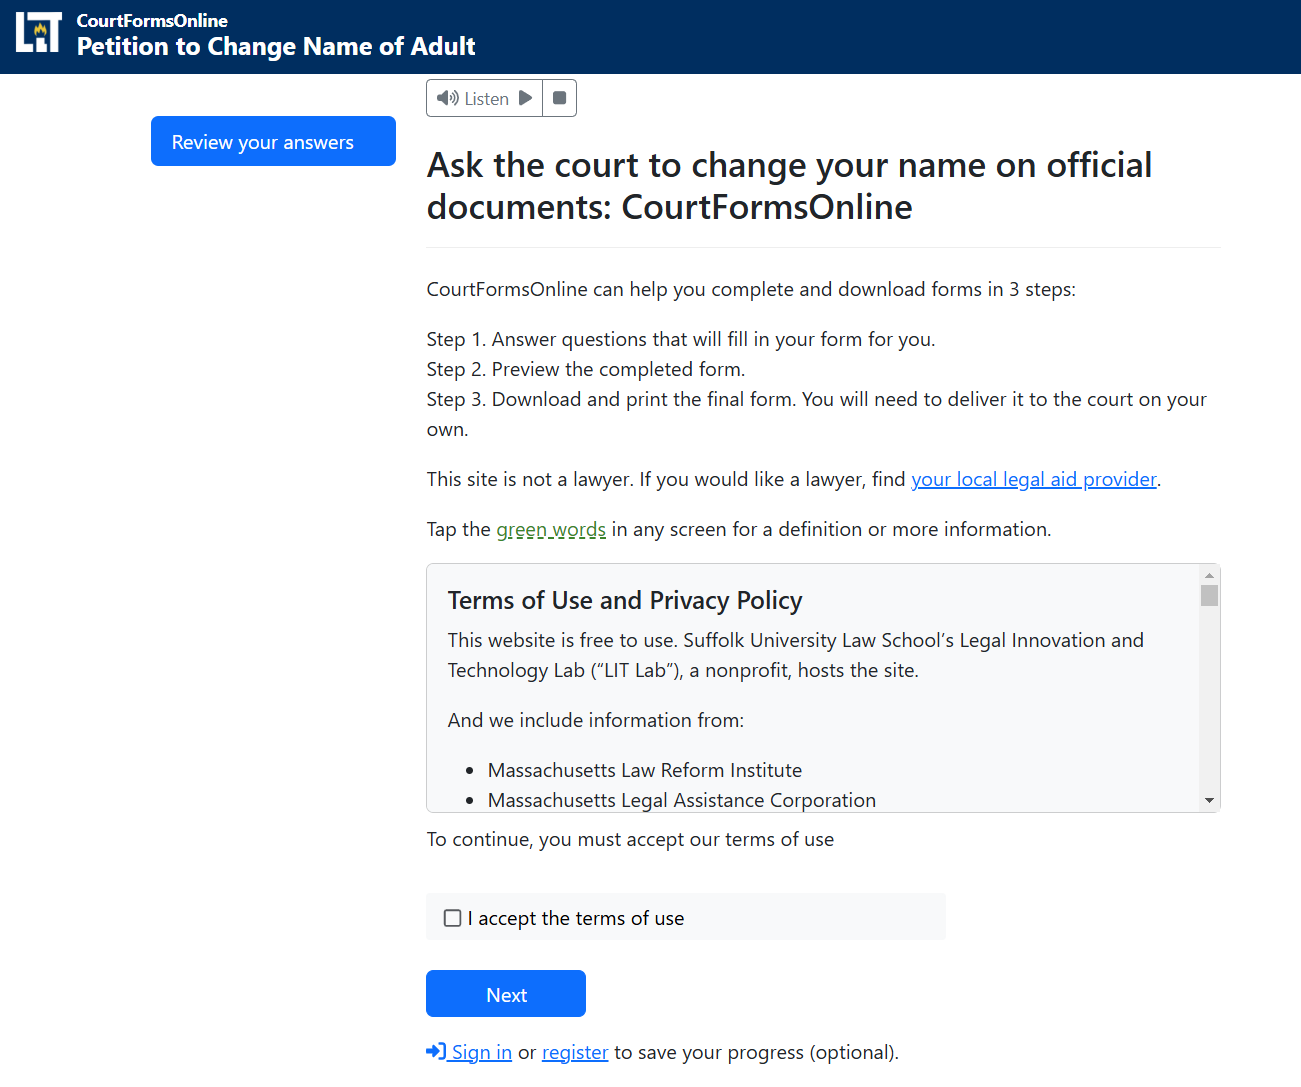 LIT
CourtFormsOnline
Petition to Change Name of Adult
Listen
Review your answers
Ask the court to change your name on official
documents: CourtFormsOnline
CourtFormsOnline can help you complete and download forms in 3 steps:
Step 1. Answer questions that will fill in your form for you.
Step 2. Preview the completed form.
Step 3. Download and print the final form. You will need to deliver it to the court on your
own.
This site is not a lawyer. If you would like a lawyer, find your local legal aid provider.
Tap the green words in any screen for a definition or more information.
Terms of Use and Privacy Policy
This website is free to use. Suffolk University Law School’s Legal Innovation and
Technology Lab (“LIT Lab”), a nonprofit, hosts the site.
And we include information from:
• Massachusetts Law Reform Institute
• Massachusetts Legal Assistance Corporation
To continue, you must accept our terms of use
I accept the terms of use
Next
Sign in or register to save your progress (optional).